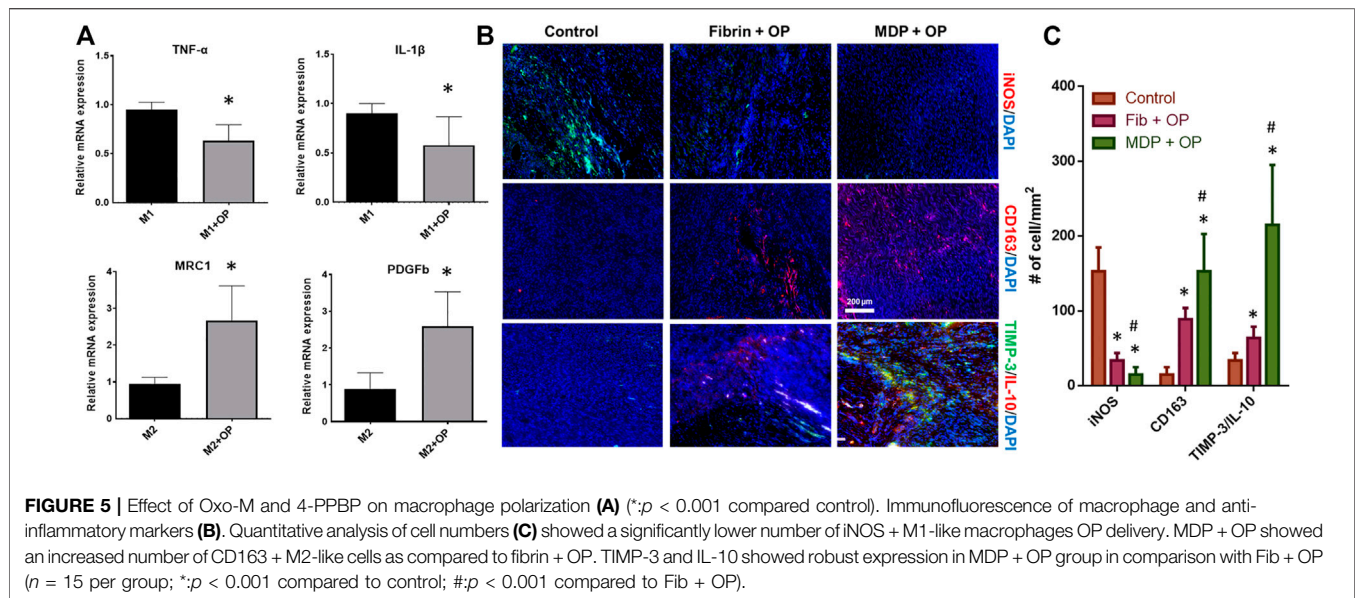 A
TNF-α
Relative mRNA expression
1.5
1.0
0.5
0.0
*
M1
M1+OP
IL-1β
Relative mRNA expression
1.5
1.0
0.5
0.0
*
M1
M1+OP
MRC1
Relative mRNA expression
4
3
2
1
0
*
M2
M2+OP
PDGFb
Relative mRNA expression
4
3
2
1
0
*
M2
M2+OP
B
Control
Fibrin + OP
MDP + OP
iNOS/DAPI
CD163/DAPI
200 µm
TIMP-3/IL-10/DAPI
C
# of cell/mm²
400
300
200
100
0
Control
Fib + OP
MDP + OP
*
#
*
*
#
*
*
#
*
iNOS
CD163
TIMP-3/IL-10
FIGURE 5 | Effect of Oxo-M and 4-PPBP on macrophage polarization (A) (*:p < 0.001 compared control). Immunofluorescence of macrophage and anti-
inflammatory markers (B). Quantitative analysis of cell numbers (C) showed a significantly lower number of iNOS + M1-like macrophages OP delivery. MDP + OP showed
an increased number of CD163 + M2-like cells as compared to fibrin + OP. TIMP-3 and IL-10 showed robust expression in MDP + OP group in comparison with Fib + OP
(n = 15 per group; *:p < 0.001 compared to control; #:p < 0.001 compared to Fib + OP).